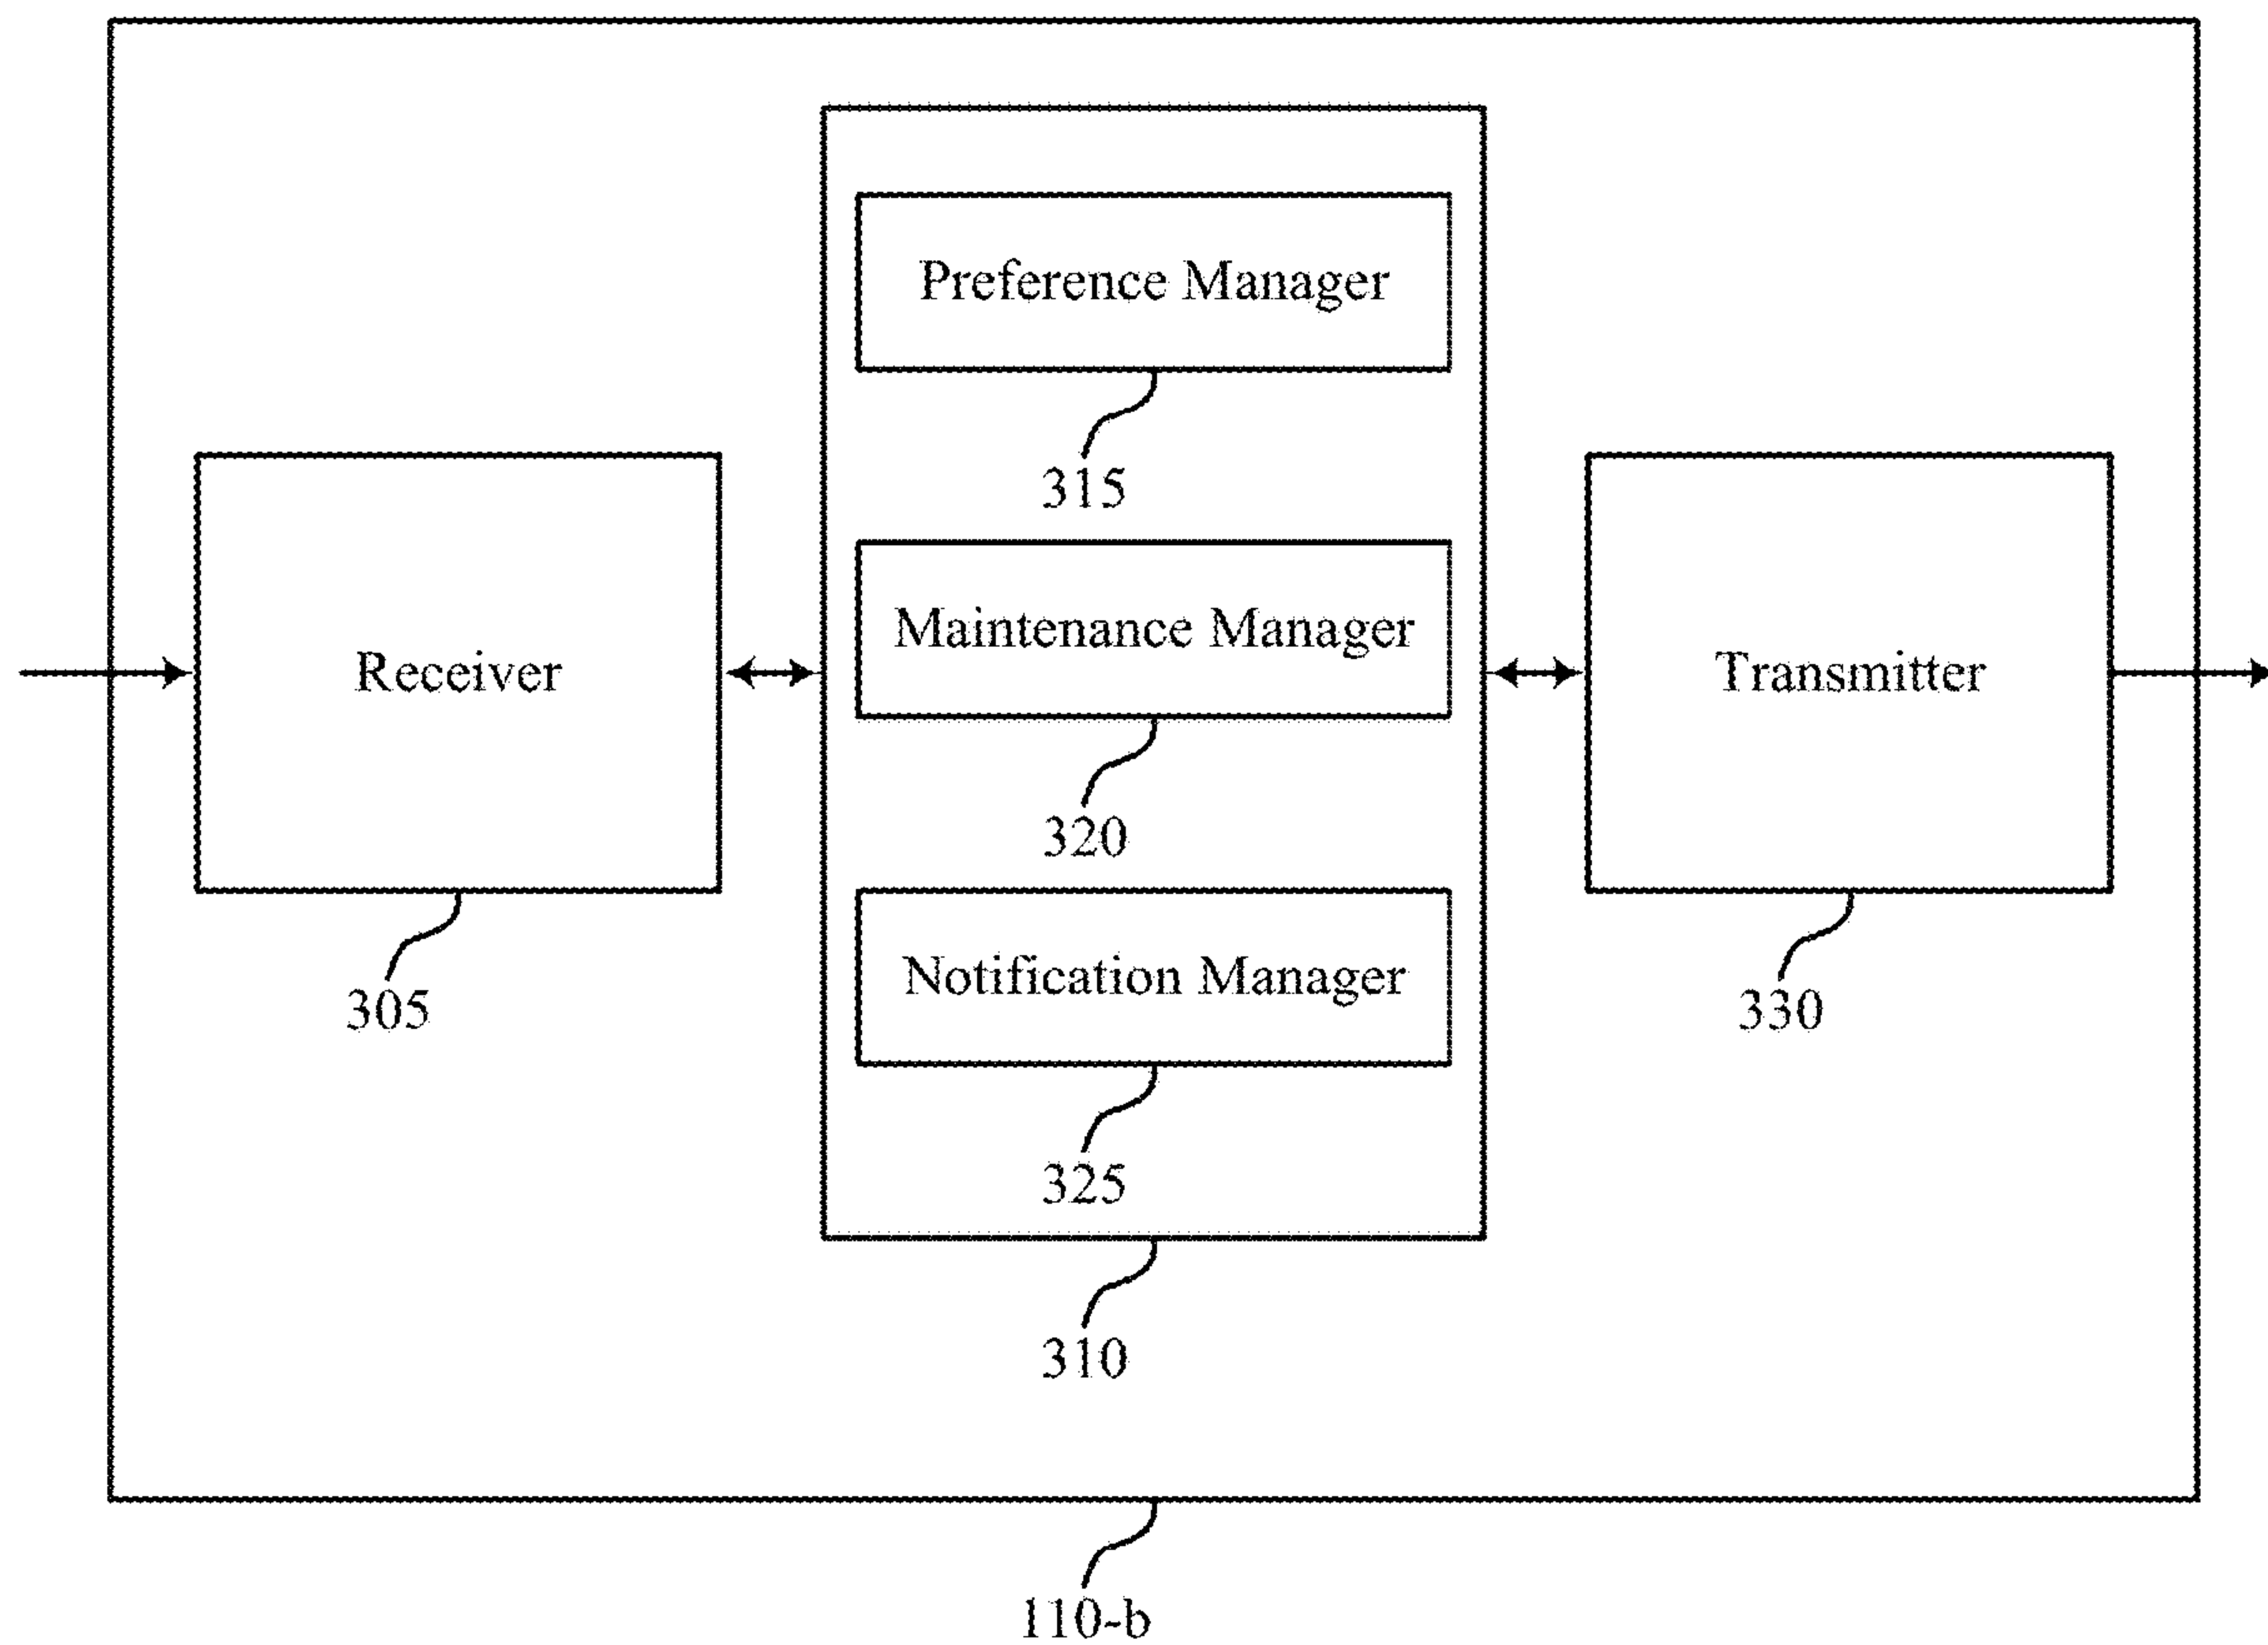 Preference Manager
315
Maintenance Manager
Receiver
Transmitter
320
Notification Manager
305
330
325
310
110-b